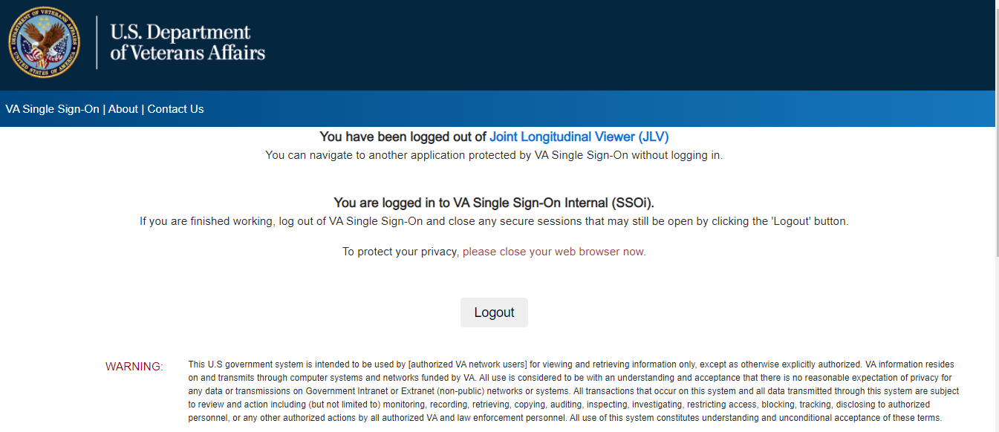 U.S. Department
of Veterans Affairs
VA Single Sign-On | About | Contact Us
You have been logged out of Joint Longitudinal Viewer (JLV)
You can navigate to another application protected by VA Single Sign-On without logging in.
You are logged in to VA Single Sign-On Internal (SSOi).
If you are finished working, log out of VA Single Sign-On and close any secure sessions that may still be open by clicking the 'Logout' button.
To protect your privacy, please close your web browser now.
Logout
WARNING:
This U.S government system is intended to be used by [authorized VA network users] for viewing and retrieving information only, except as otherwise explicitly authorized. VA information resides
on and transmits through computer systems and networks funded by VA. All use is considered to be with an understanding and acceptance that there is no reasonable expectation of privacy for
any data or transmissions on Government Intranet or Extranet (non-public) networks or systems. All transactions that occur on this system and all data transmitted through this system are subject
to review and action including (but not limited to) monitoring, recording, retrieving, copying, auditing, inspecting, investigating, restricting access, blocking, tracking, disclosing to authorized
personnel, or any other authorized actions by all authorized VA and law enforcement personnel. All use of this system constitutes understanding and unconditional acceptance of these terms.